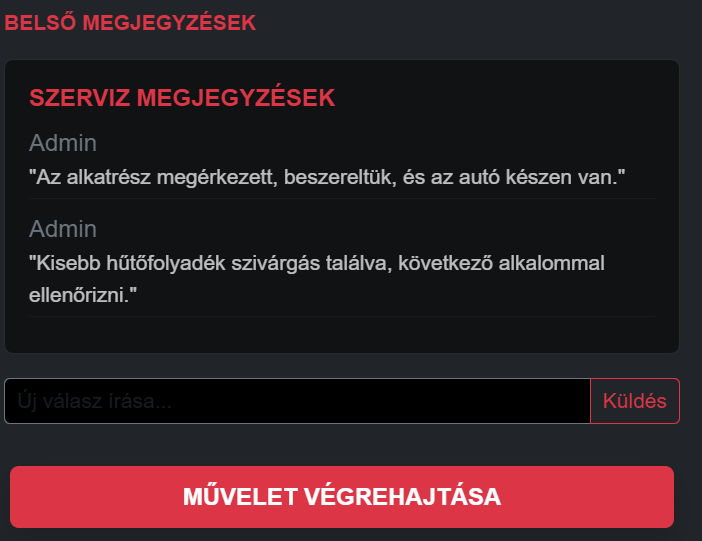 BELSŐ MEGJEGYZÉSEK
SZERVIZ MEGJEGYZÉSEK
Admin
"Az alkatrész megérkezett, beszereltük, és az autó készen van."
Admin
"Kisebb hűtőfolyadék szivárgás találva, következő alkalommal
ellenőrizni."
Új válasz írása...
Küldés
MŰVELET VÉGREHAJTÁSA